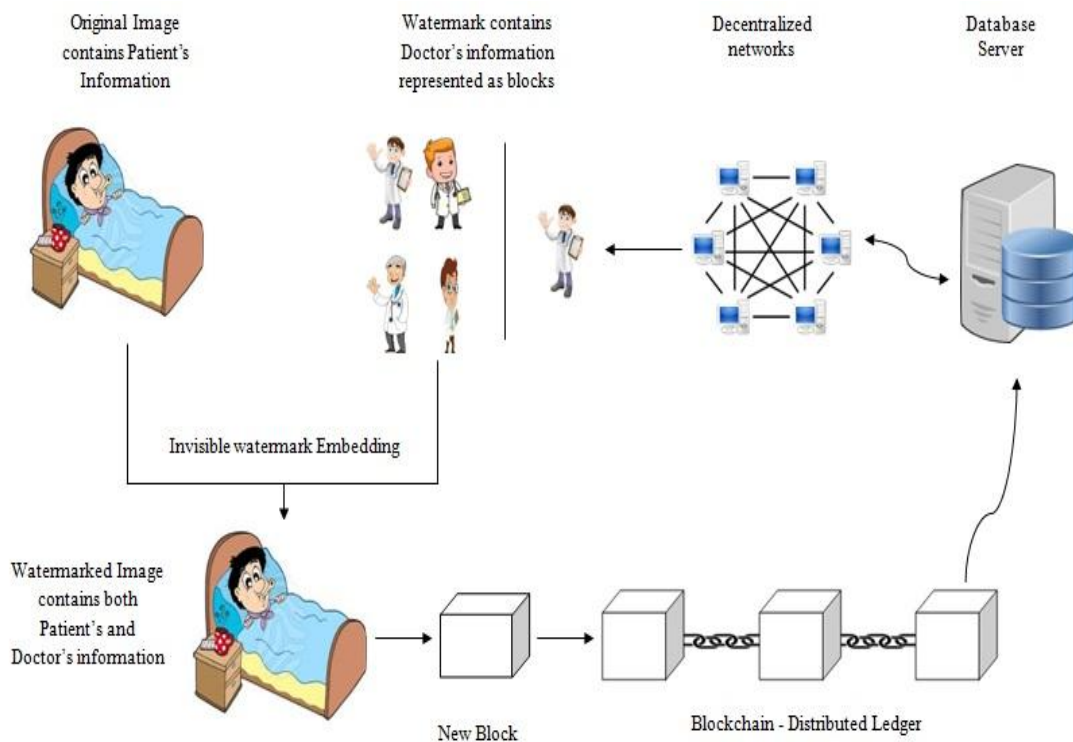 Original Image
contains Patient's
Information
Watermark contains
Doctor's information
represented as blocks
Decentralized
networks
Database
Server
Invisible watermark Embedding
Watermarked Image
contains both
Patient's and
Doctor's information
New Block
Blockchain - Distributed Ledger